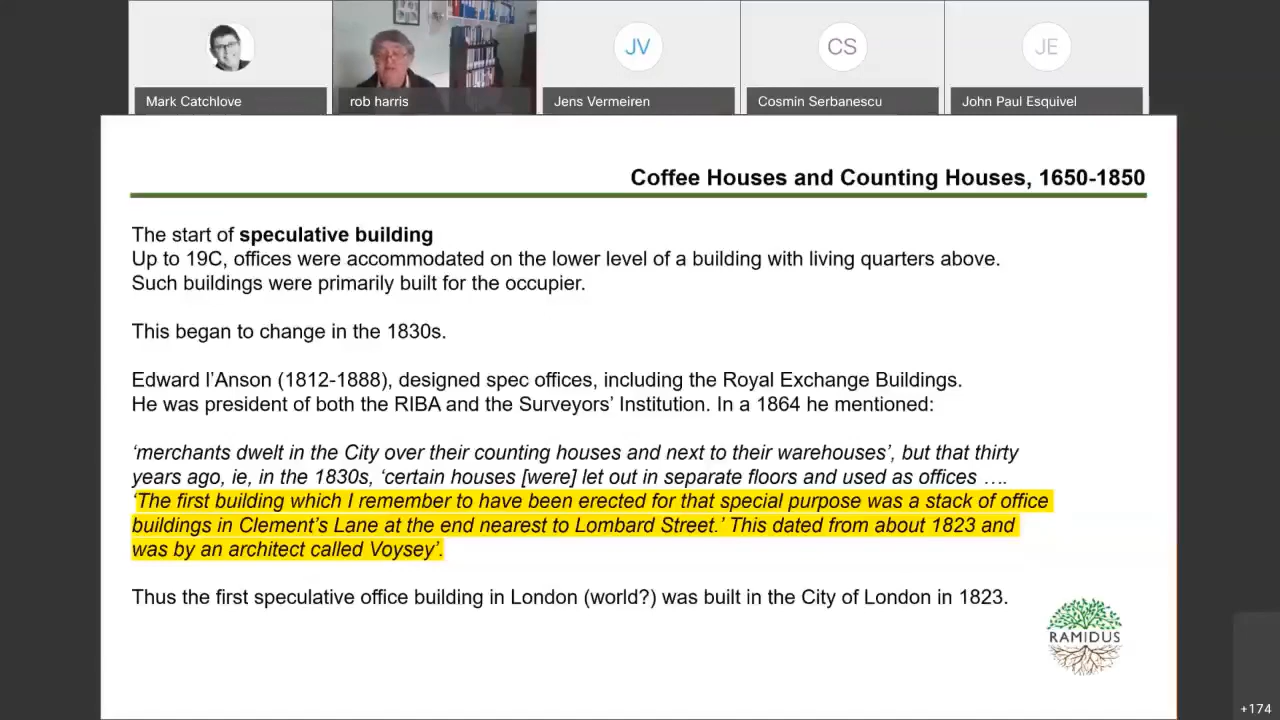 JV
CS
JE
Mark Catchlove
rob harris
Jens Vermeiren
Cosmin Serbanescu
John Paul Esquivel
Coffee Houses and Counting Houses, 1650-1850
The start of speculative building
Up to 19C, offices were accommodated on the lower level of a building with living quarters above.
Such buildings were primarily built for the occupier.
This began to change in the 1830s.
Edward I’Anson (1812-1888), designed spec offices, including the Royal Exchange Buildings.
He was president of both the RIBA and the Surveyors’ Institution. In a 1864 he mentioned:
‘merchants dwelt in the City over their counting houses and next to their warehouses’, but that thirty
years ago, ie, in the 1830s, ‘certain houses [were] let out in separate floors and used as offices ….
‘The first building which I remember to have been erected for that special purpose was a stack of office
buildings in Clement’s Lane at the end nearest to Lombard Street.’ This dated from about 1823 and
was by an architect called Voysey’.
Thus the first speculative office building in London (world?) was built in the City of London in 1823.
RAMIDUS
+174